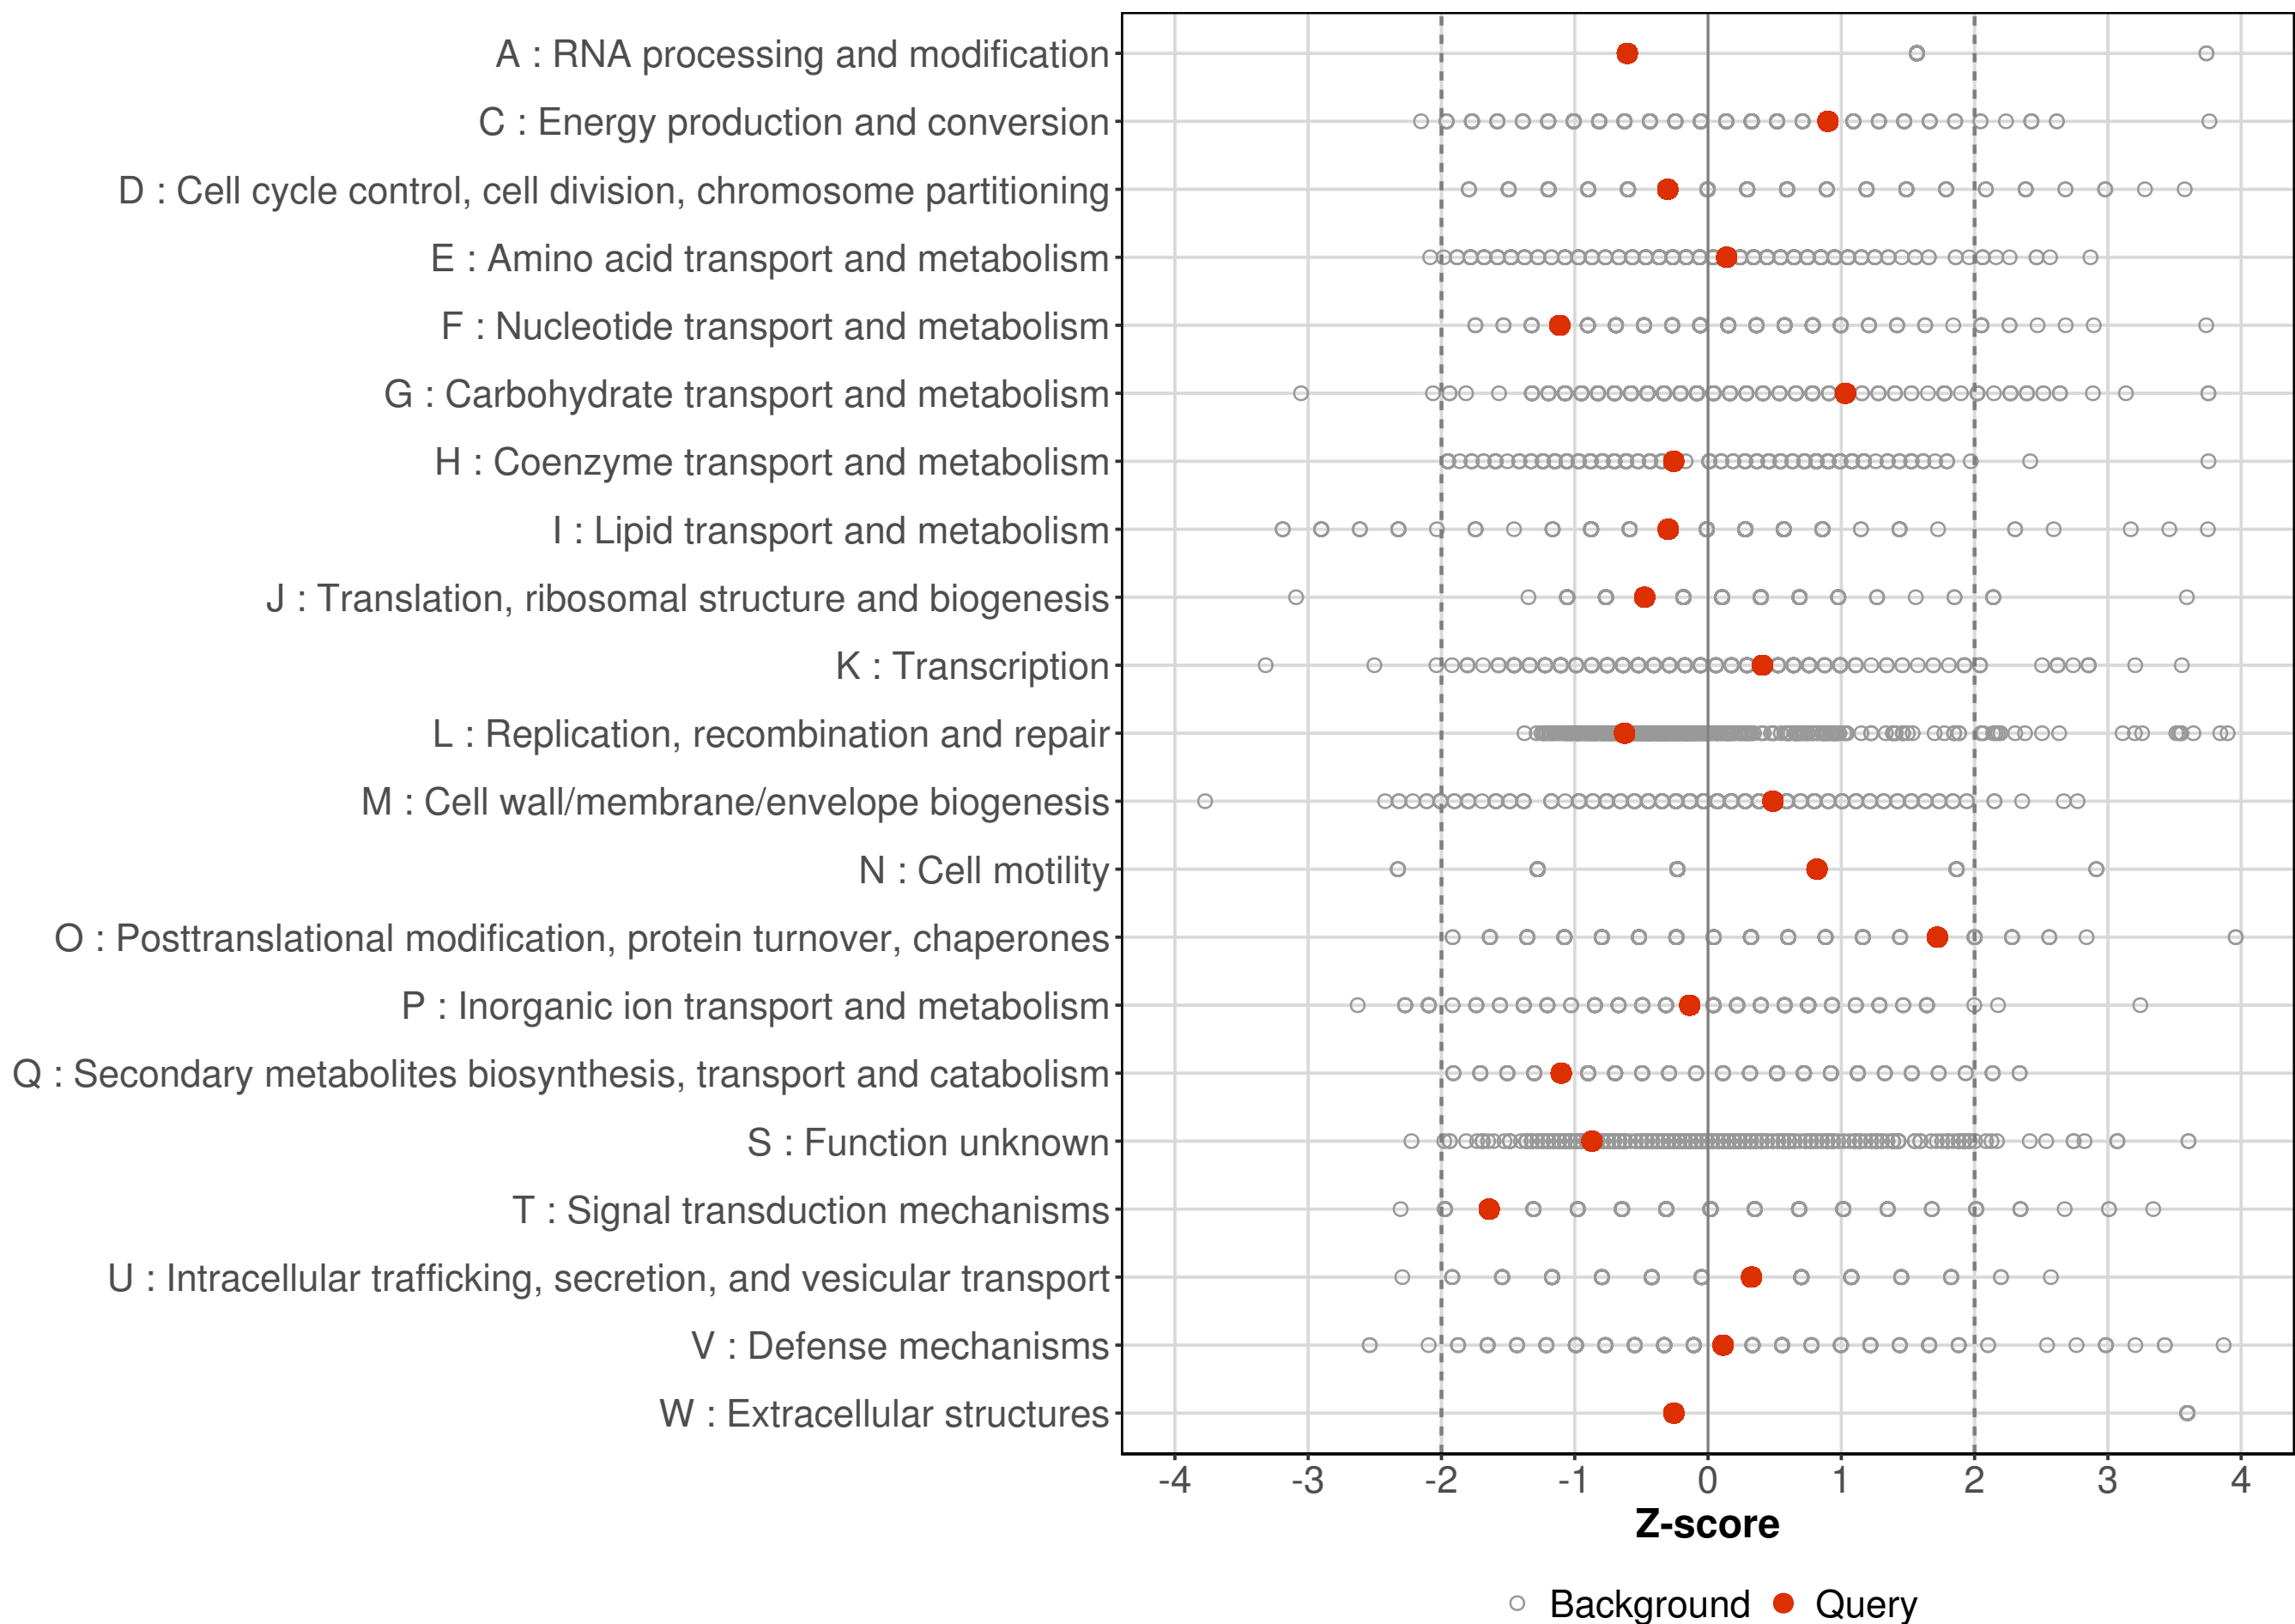 A : RNA processing and modification
C : Energy production and conversion
D : Cell cycle control, cell division, chromosome partitioning
E : Amino acid transport and metabolism
F : Nucleotide transport and metabolism
G : Carbohydrate transport and metabolism
H : Coenzyme transport and metabolism
I : Lipid transport and metabolism
J : Translation, ribosomal structure and biogenesis
K : Transcription
L : Replication, recombination and repair
M : Cell wall/membrane/envelope biogenesis
N : Cell motility
O : Posttranslational modification, protein turnover, chaperones
P : Inorganic ion transport and metabolism
Q : Secondary metabolites biosynthesis, transport and catabolism
S : Function unknown
T : Signal transduction mechanisms
U : Intracellular trafficking, secretion, and vesicular transport
V : Defense mechanisms
W : Extracellular structures
-4 -3 -2 -1 0 1 2 3 4
Z-score
Background Query